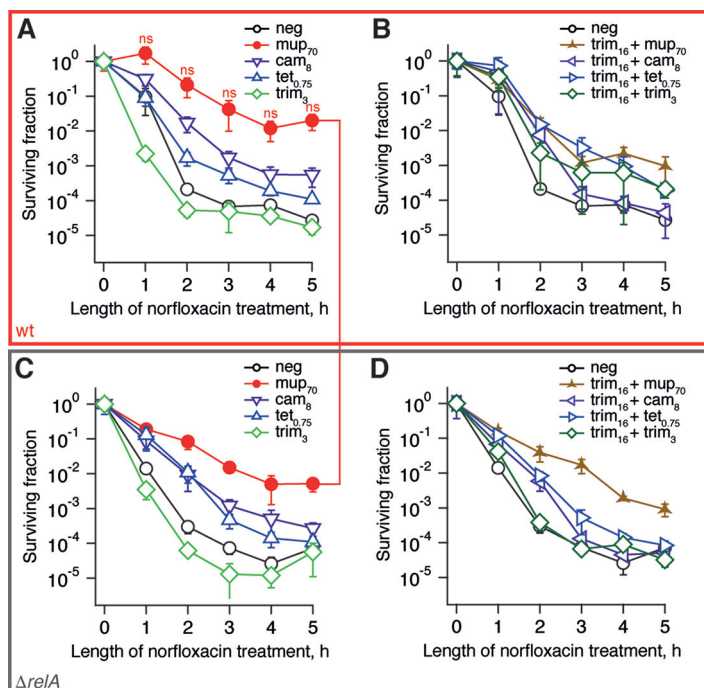 A
neg
mup70
cam8
tet0.75
trim3
ns
ns
ns
ns
ns
Surviving fraction
10^0
10^-1
10^-2
10^-3
10^-4
10^-5
0 1 2 3 4 5
Length of norfloxacin treatment, h
wt
B
neg
trim16 + mup70
trim16 + cam8
trim16 + tet0.75
trim16 + trim3
Surviving fraction
10^0
10^-1
10^-2
10^-3
10^-4
10^-5
0 1 2 3 4 5
Length of norfloxacin treatment, h
C
neg
mup70
cam8
tet0.75
trim3
Surviving fraction
10^0
10^-1
10^-2
10^-3
10^-4
10^-5
0 1 2 3 4 5
Length of norfloxacin treatment, h
ΔrelA
D
neg
trim16 + mup70
trim16 + cam8
trim16 + tet0.75
trim16 + trim3
Surviving fraction
10^0
10^-1
10^-2
10^-3
10^-4
10^-5
0 1 2 3 4 5
Length of norfloxacin treatment, h